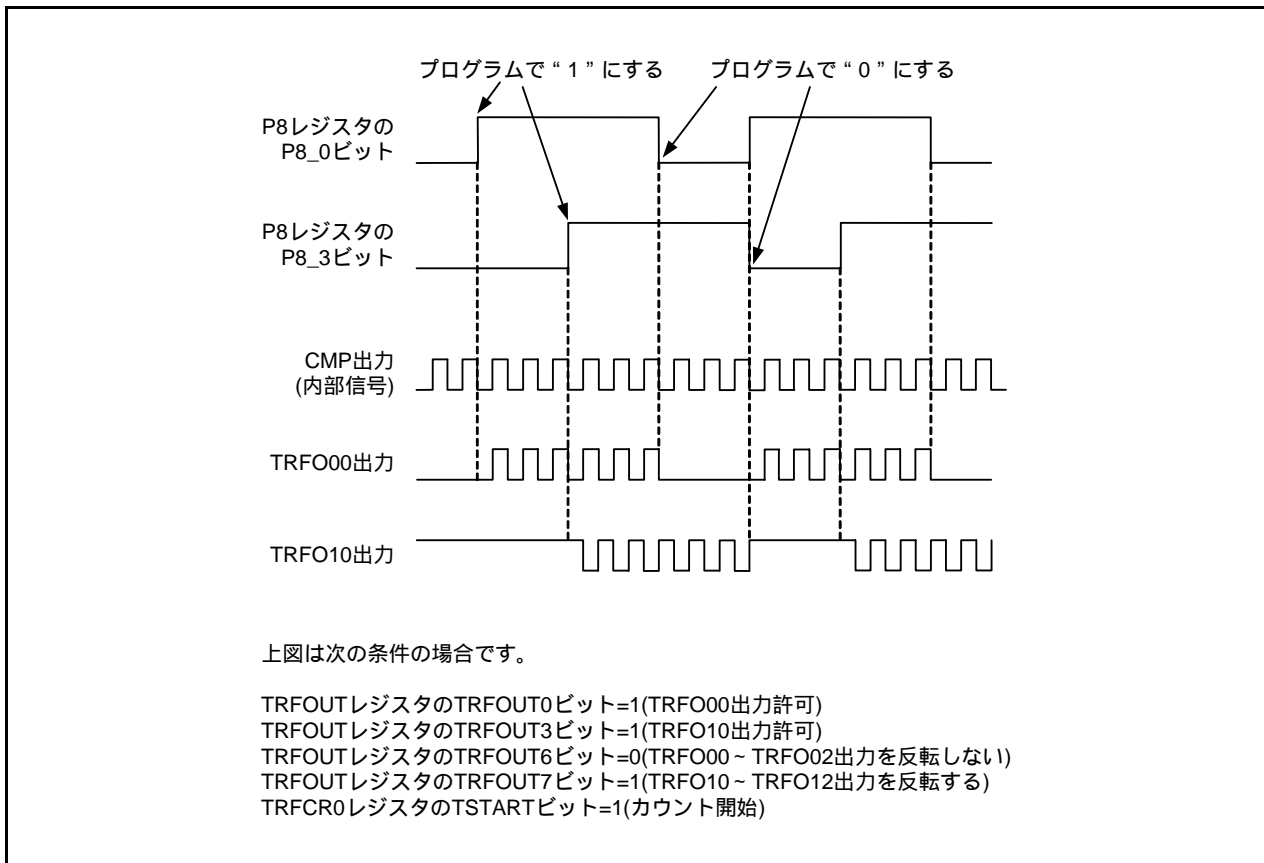 プログラムで“1”にする
プログラムで“0”にする
P8レジスタの
P8_0ビット
P8レジスタの
P8_3ビット
CMP出力
(内部信号)
TRFO00出力
TRFO10出力
上図は次の条件の場合です。
TRFOUTレジスタのTRFOUT0ビット=1(TRFO00出力許可)
TRFOUTレジスタのTRFOUT3ビット=1(TRFO10出力許可)
TRFOUTレジスタのTRFOUT6ビット=0(TRFO00~TRFO02出力を反転しない)
TRFOUTレジスタのTRFOUT7ビット=1(TRFO10~TRFO12出力を反転する)
TRFCR0レジスタのTSTARTビット=1(カウント開始)